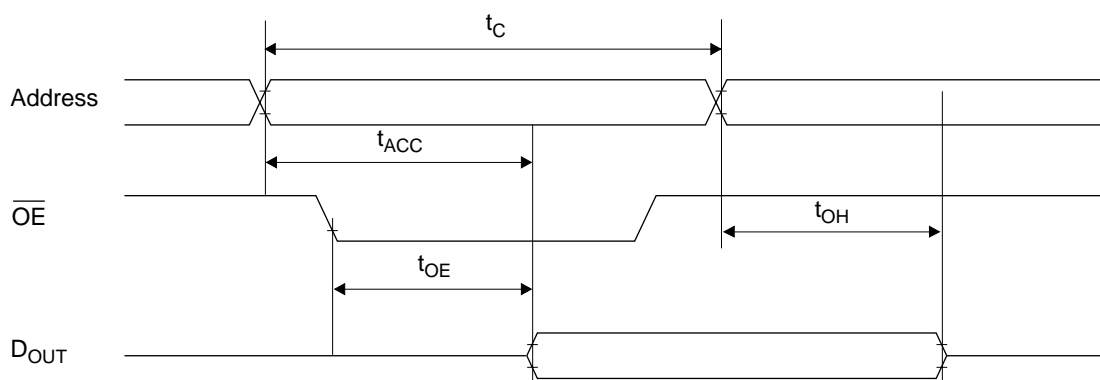 t_C
Address
t_ACC
OE
t_OH
t_OE
D_OUT